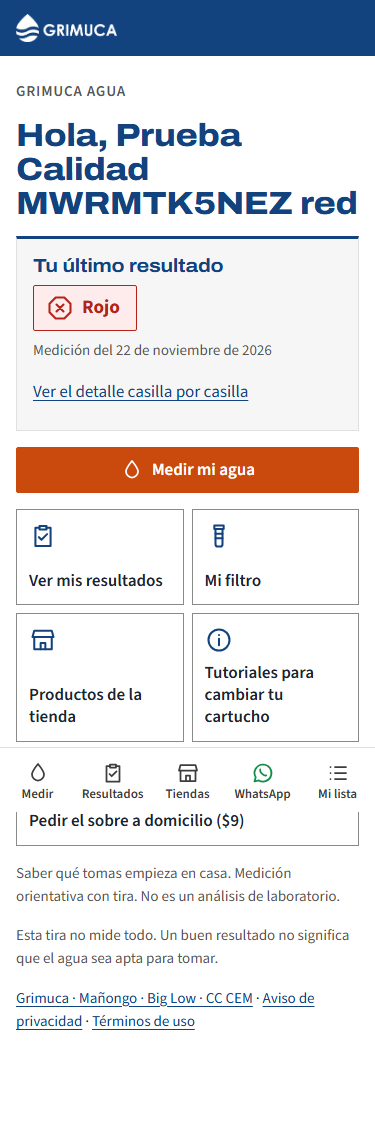 GRIMUCA
GRIMUCA AGUA
Hola, Prueba
Calidad
MWRMTK5NEZ red
Tu último resultado
Rojo
Medición del 22 de noviembre de 2026
Ver el detalle casilla por casilla
Medir mi agua
Ver mis resultados
Mi filtro
Productos de la
tienda
Tutoriales para
cambiar tu
cartucho
Medir
Resultados
Tiendas
WhatsApp
Mi lista
Pedir el sobre a domicilio ($9)
Saber qué tomas empieza en casa. Medición
orientativa con tira. No es un análisis de laboratorio.
Esta tira no mide todo. Un buen resultado no significa
que el agua sea apta para tomar.
Grimuca · Mañongo · Big Low · CC CEM · Aviso de
privacidad · Términos de uso